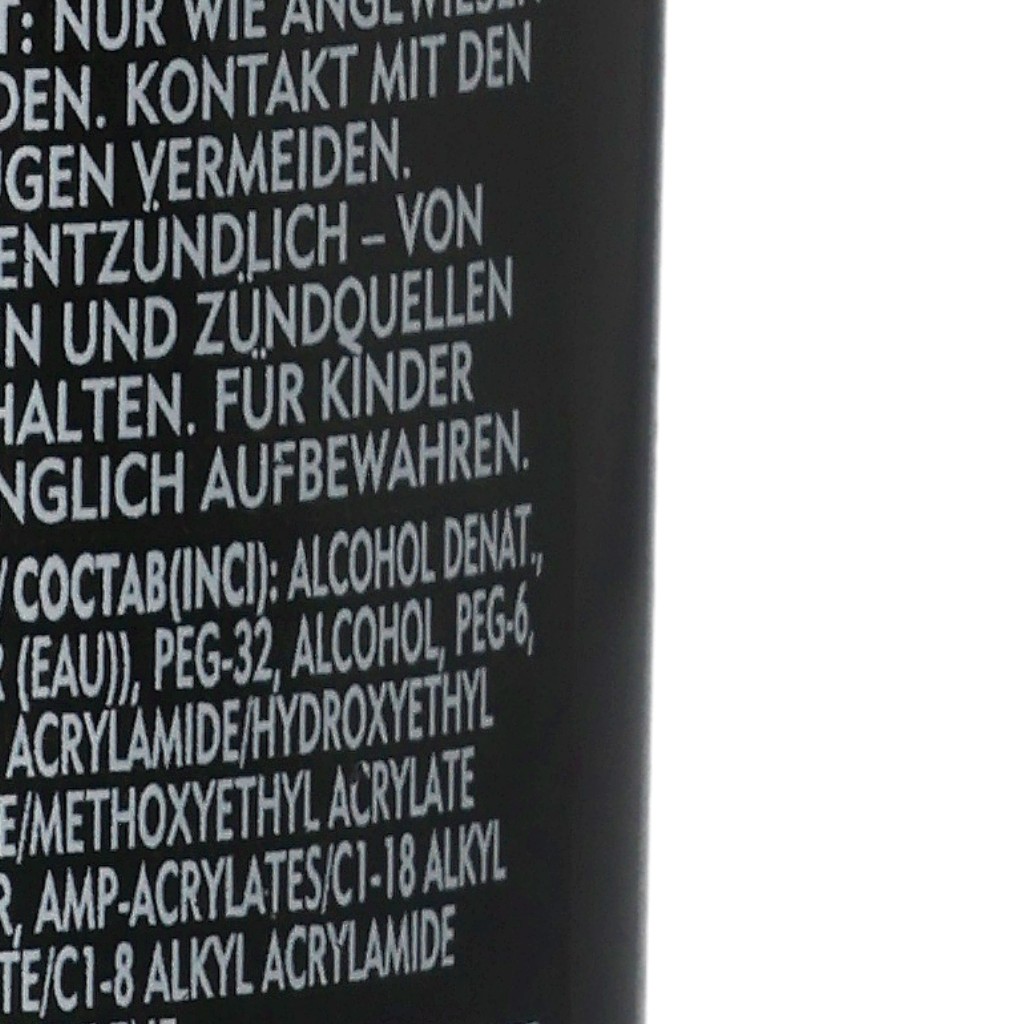 T: NUR WIE ANGEWIESEN
DEN. KONTAKT MIT DEN
UGEN VERMEIDEN.
ENTZÜNDLICH – VON
N UND ZÜNDQUELLEN
HALTEN. FÜR KINDER
NGLICH AUFBEWAHREN.
/ СОСТАВ(INCI): ALCOHOL DENAT.,
R (EAU)), PEG-32, ALCOHOL, PEG-6,
ACRYLAMIDE/HYDROXYETHYL
E/METHOXYETHYL ACRYLATE
R, AMP-ACRYLATES/C1-18 ALKYL
TE/C1-8 ALKYL ACRYLAMIDE